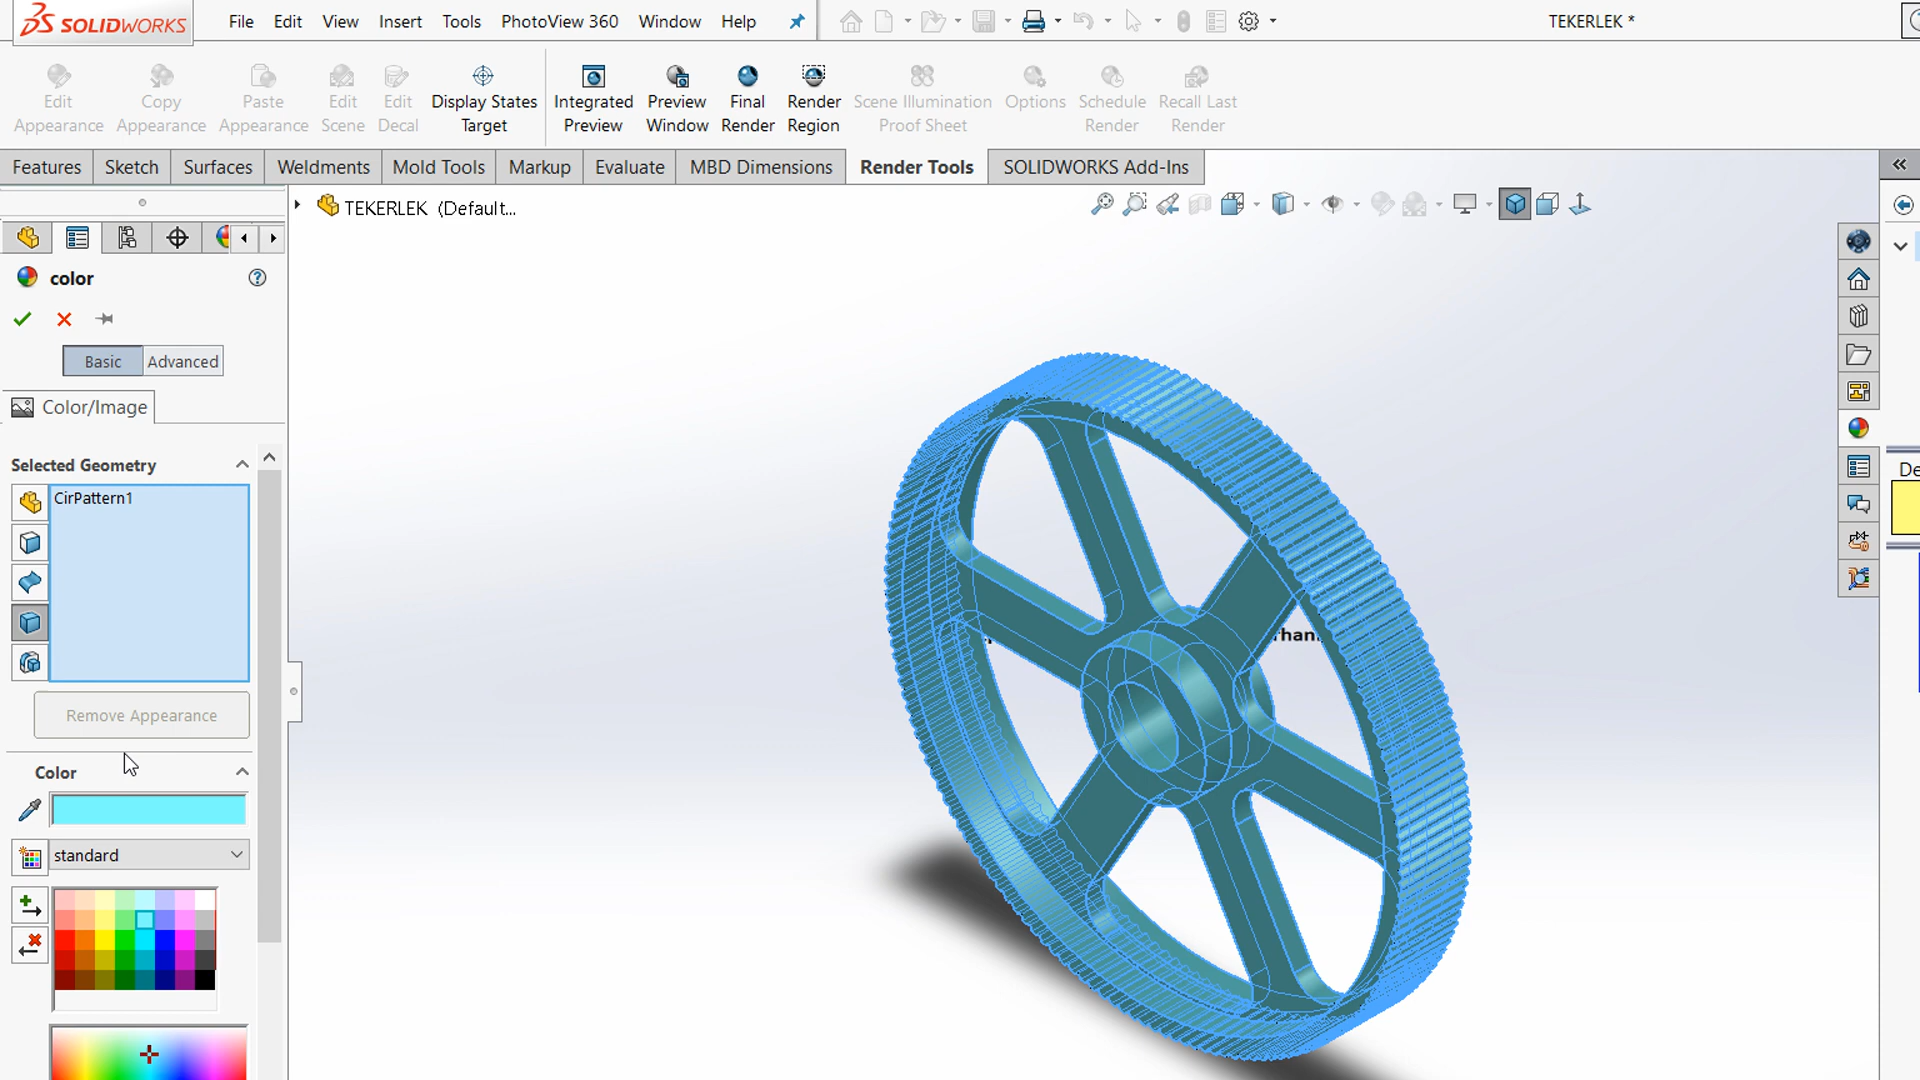 SOLIDWORKS File Edit View Insert Tools PhotoView 360 Window Help TEKERLEK *
Edit Appearance
Copy Appearance
Paste Appearance
Edit Scene
Edit Decal
Display States Target
Integrated Preview
Preview Window
Final Render
Render Region
Scene Illumination Proof Sheet
Options
Schedule Render
Recall Last Render
Features Sketch Surfaces Weldments Mold Tools Markup Evaluate MBD Dimensions Render Tools SOLIDWORKS Add-Ins
TEKERLEK (Default...
color
Basic Advanced
Color/Image
Selected Geometry
CirPattern1
Remove Appearance
Color
standard